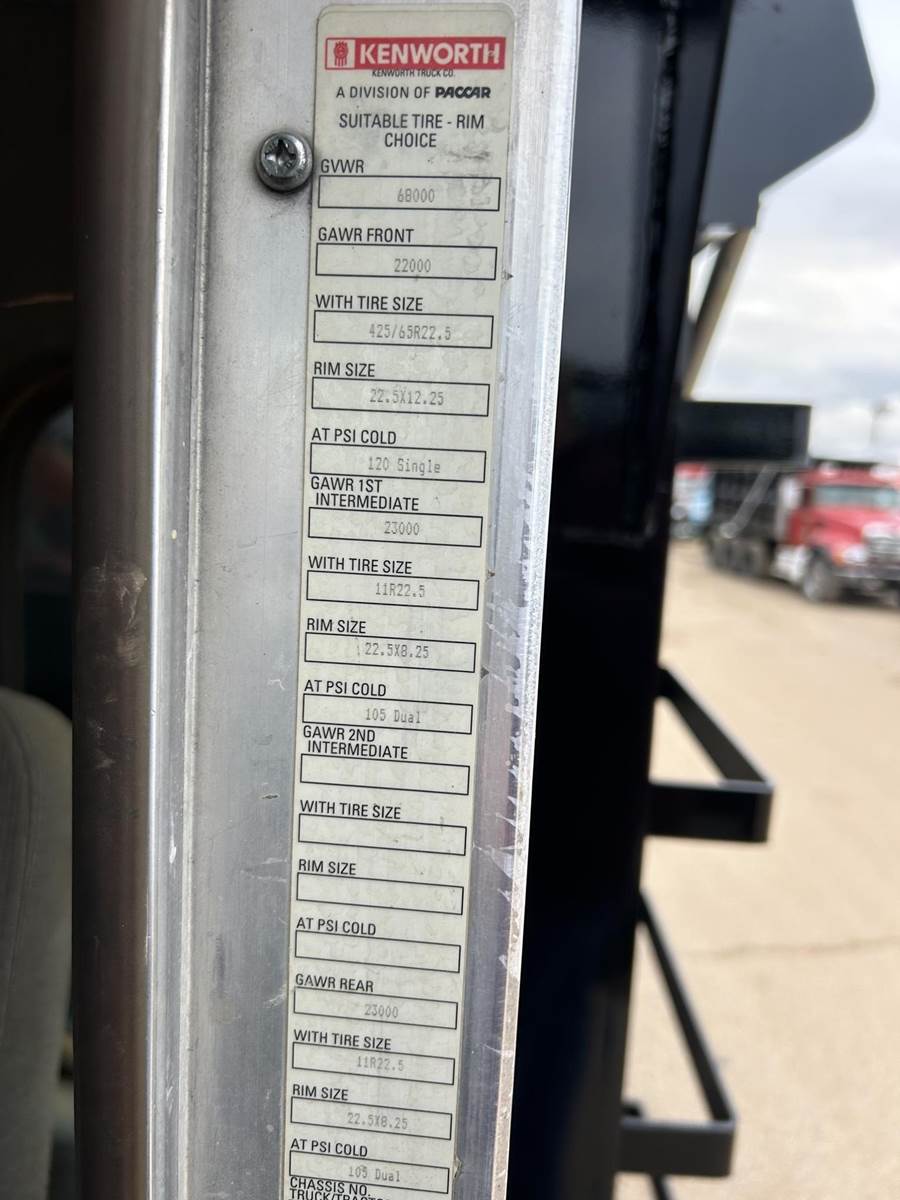 KENWORTH
KENWORTH TRUCK CO.
A DIVISION OF PACCAR
SUITABLE TIRE - RIM
CHOICE
GVWR
68000
GAWR FRONT
22000
WITH TIRE SIZE
425/65R22.5
RIM SIZE
22.5X12.25
AT PSI COLD
120 Single
GAWR 1ST
INTERMEDIATE
23000
WITH TIRE SIZE
11R22.5
RIM SIZE
22.5X8.25
AT PSI COLD
105 Dual
GAWR 2ND
INTERMEDIATE
WITH TIRE SIZE
RIM SIZE
AT PSI COLD
GAWR REAR
23000
WITH TIRE SIZE
11R22.5
RIM SIZE
22.5X8.25
AT PSI COLD
105 Dual
CHASSIS NO.